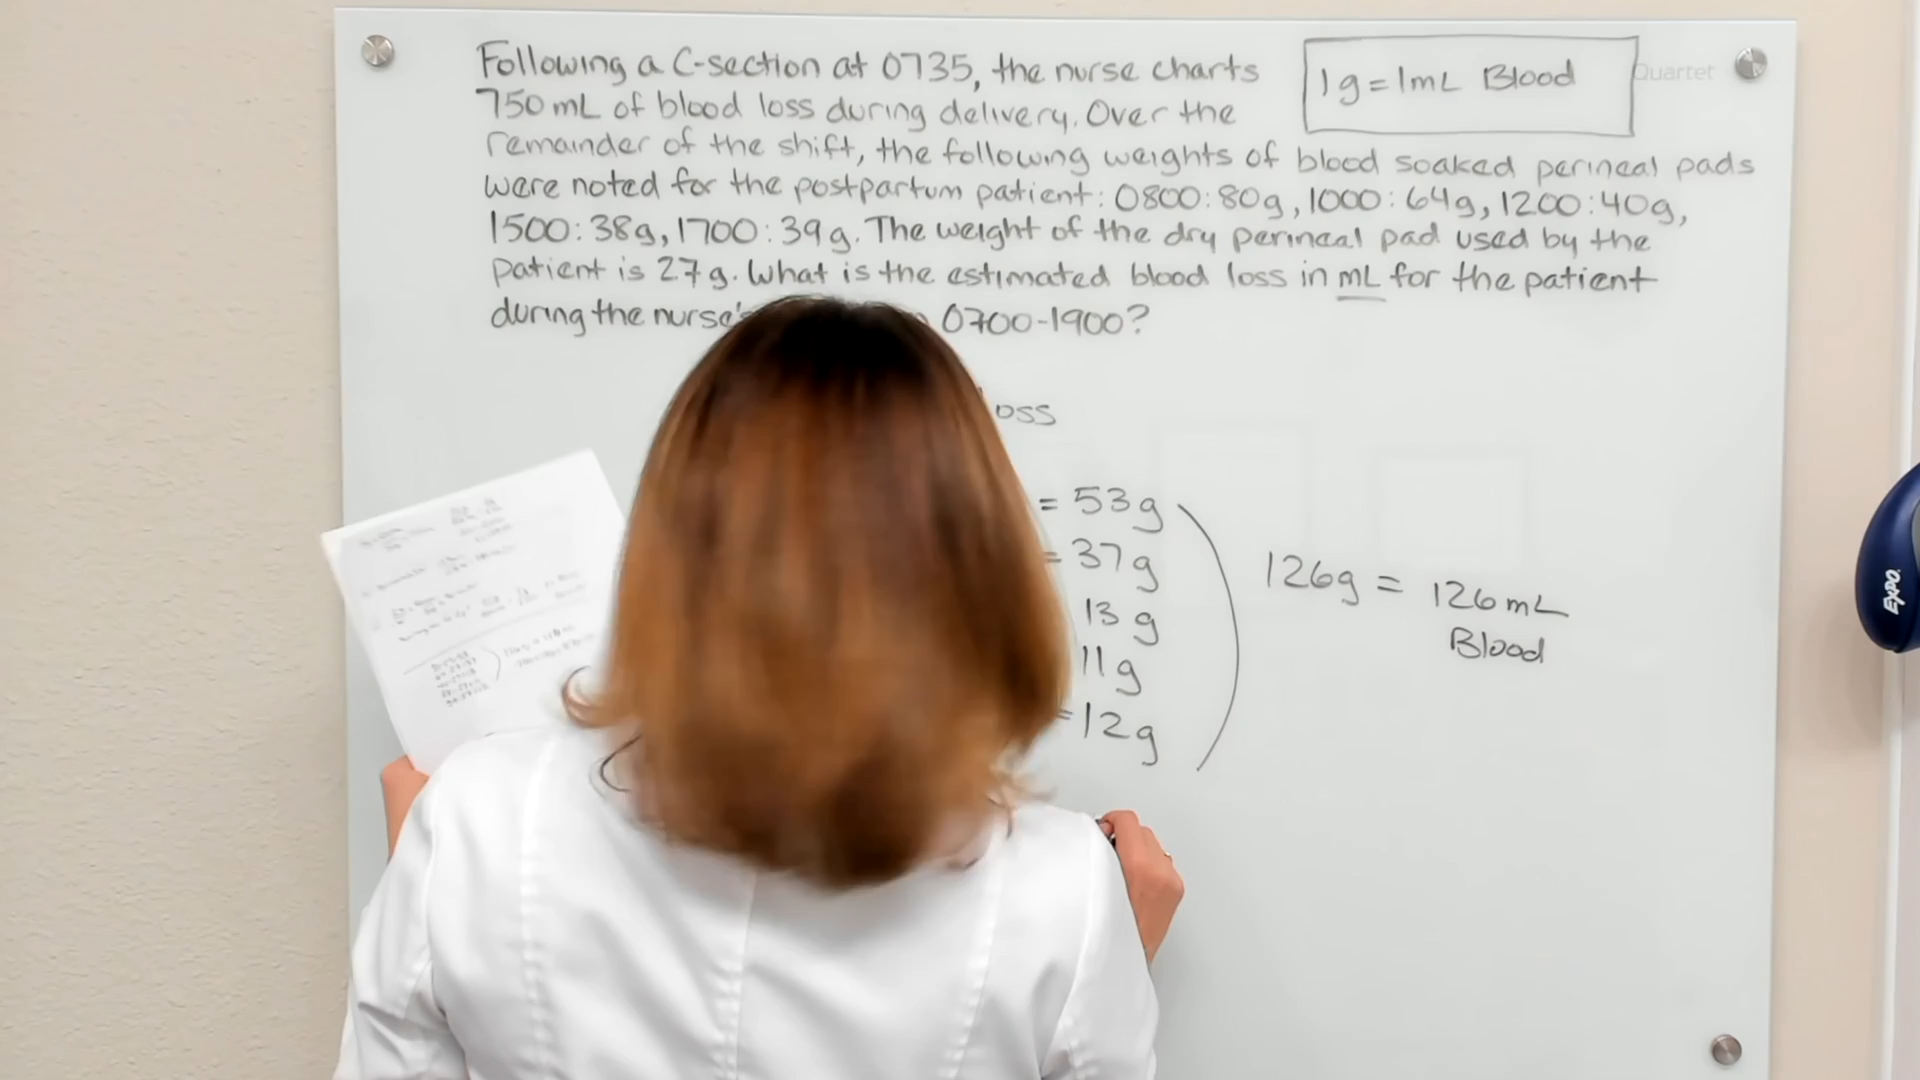 Following a C-section at 0735, the nurse charts
750 mL of blood loss during delivery. Over the
remainder of the shift, the following weights of blood soaked perineal pads
were noted for the postpartum patient: 0800:80g, 1000:64g, 1200:40g,
1500:38g, 1700:39g. The weight of the dry perineal pad used by the
patient is 27g. What is the estimated blood loss in mL for the patient
during the nurse's 0700-1900?
1g = 1mL Blood
Quartet
oss
= 53g
= 37g
13g
11g
= 12g
126g = 126mL
Blood
EXPO